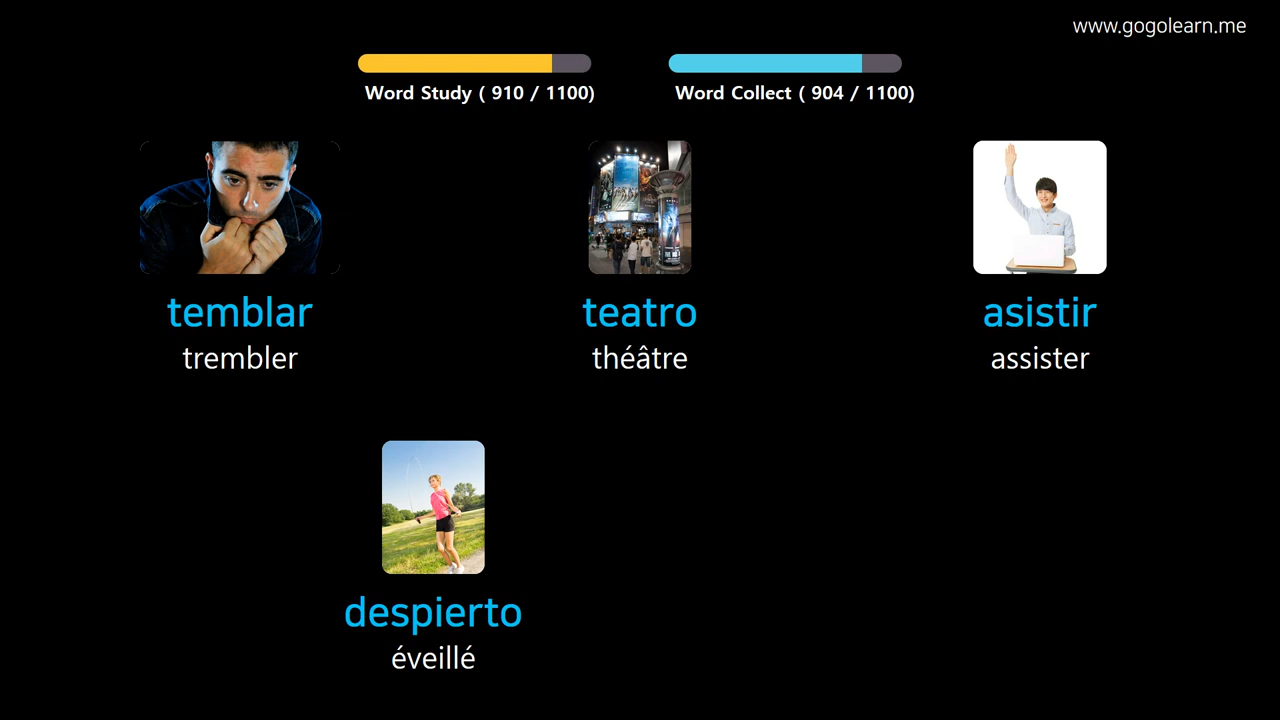 www.gogolearn.me
Word Study ( 910 / 1100)
Word Collect ( 904 / 1100)
temblar
trembler
teatro
théâtre
asistir
assister
despierto
éveillé